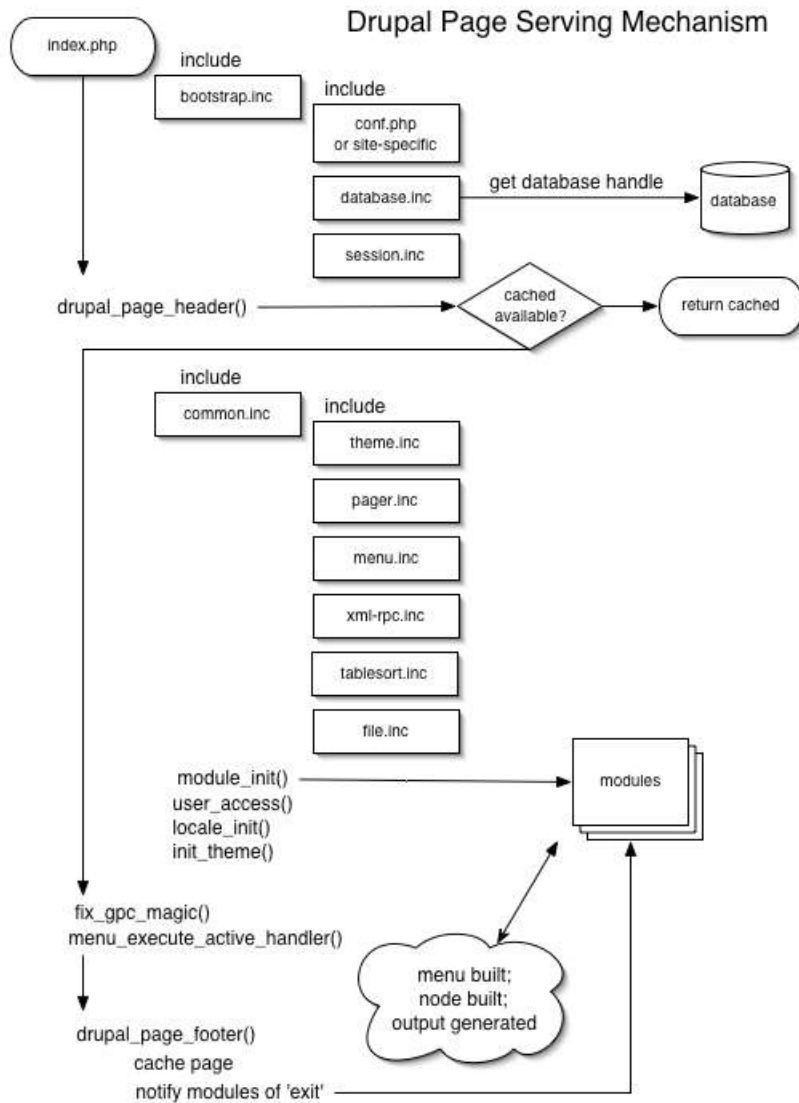 Drupal Page Serving Mechanism
index.php
include
bootstrap.inc
include
conf.php
or site-specific
database.inc
get database handle
database
session.inc
drupal_page_header()
cached
available?
return cached
include
common.inc
include
theme.inc
pager.inc
menu.inc
xml-rpc.inc
tablesort.inc
file.inc
module_init()
modules
user_access()
locale_init()
init_theme()
fix_gpc_magic()
menu_execute_active_handler()
menu built;
node built;
output generated
drupal_page_footer()
cache page
notify modules of 'exit'